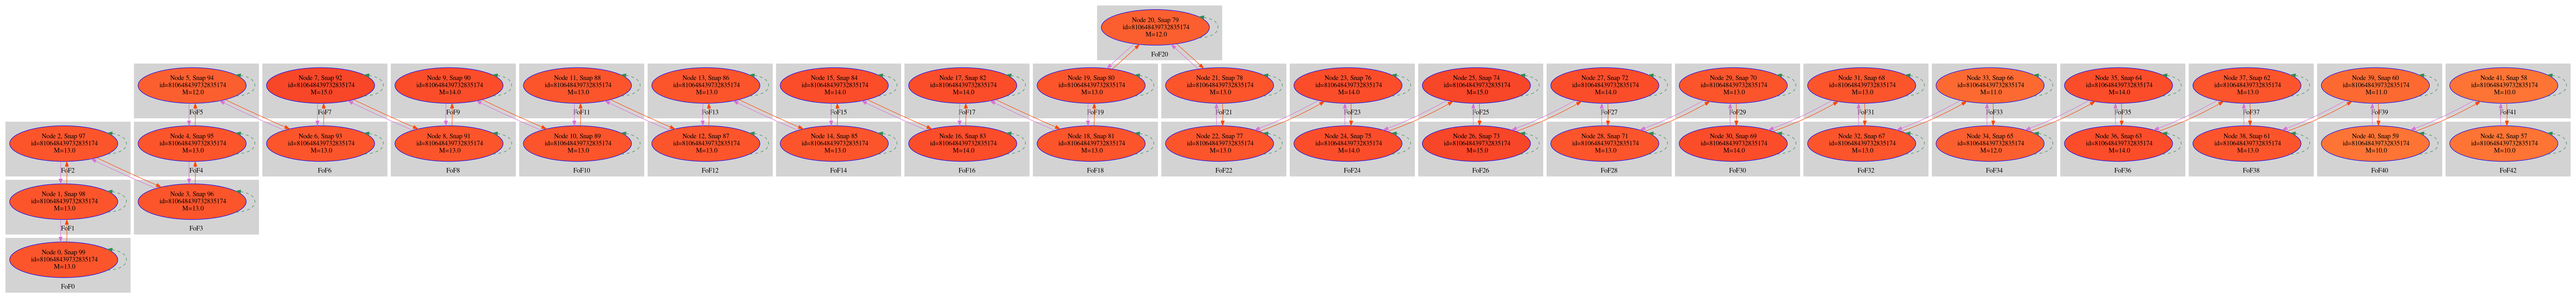 Node 20, Snap 79
id=810648439732835174
M=12.0
FoF20
Node 5, Snap 94
id=810648439732835174
M=12.0
FoF5
Node 7, Snap 92
id=810648439732835174
M=15.0
FoF7
Node 9, Snap 90
id=810648439732835174
M=14.0
FoF9
Node 11, Snap 88
id=810648439732835174
M=13.0
FoF11
Node 13, Snap 86
id=810648439732835174
M=13.0
FoF13
Node 15, Snap 84
id=810648439732835174
M=14.0
FoF15
Node 17, Snap 82
id=810648439732835174
M=14.0
FoF17
Node 19, Snap 80
id=810648439732835174
M=13.0
FoF19
Node 21, Snap 78
id=810648439732835174
M=13.0
FoF21
Node 23, Snap 76
id=810648439732835174
M=14.0
FoF23
Node 25, Snap 74
id=810648439732835174
M=15.0
FoF25
Node 27, Snap 72
id=810648439732835174
M=14.0
FoF27
Node 29, Snap 70
id=810648439732835174
M=13.0
FoF29
Node 31, Snap 68
id=810648439732835174
M=13.0
FoF31
Node 33, Snap 66
id=810648439732835174
M=11.0
FoF33
Node 35, Snap 64
id=810648439732835174
M=14.0
FoF35
Node 37, Snap 62
id=810648439732835174
M=13.0
FoF37
Node 39, Snap 60
id=810648439732835174
M=11.0
FoF39
Node 41, Snap 58
id=810648439732835174
M=10.0
FoF41
Node 2, Snap 97
id=810648439732835174
M=13.0
FoF2
Node 4, Snap 95
id=810648439732835174
M=13.0
FoF4
Node 6, Snap 93
id=810648439732835174
M=13.0
FoF6
Node 8, Snap 91
id=810648439732835174
M=13.0
FoF8
Node 10, Snap 89
id=810648439732835174
M=13.0
FoF10
Node 12, Snap 87
id=810648439732835174
M=13.0
FoF12
Node 14, Snap 85
id=810648439732835174
M=13.0
FoF14
Node 16, Snap 83
id=810648439732835174
M=14.0
FoF16
Node 18, Snap 81
id=810648439732835174
M=13.0
FoF18
Node 22, Snap 77
id=810648439732835174
M=13.0
FoF22
Node 24, Snap 75
id=810648439732835174
M=14.0
FoF24
Node 26, Snap 73
id=810648439732835174
M=15.0
FoF26
Node 28, Snap 71
id=810648439732835174
M=13.0
FoF28
Node 30, Snap 69
id=810648439732835174
M=14.0
FoF30
Node 32, Snap 67
id=810648439732835174
M=13.0
FoF32
Node 34, Snap 65
id=810648439732835174
M=12.0
FoF34
Node 36, Snap 63
id=810648439732835174
M=14.0
FoF36
Node 38, Snap 61
id=810648439732835174
M=13.0
FoF38
Node 40, Snap 59
id=810648439732835174
M=10.0
FoF40
Node 42, Snap 57
id=810648439732835174
M=10.0
FoF42
Node 1, Snap 98
id=810648439732835174
M=13.0
FoF1
Node 3, Snap 96
id=810648439732835174
M=13.0
FoF3
Node 0, Snap 99
id=810648439732835174
M=13.0
FoF0